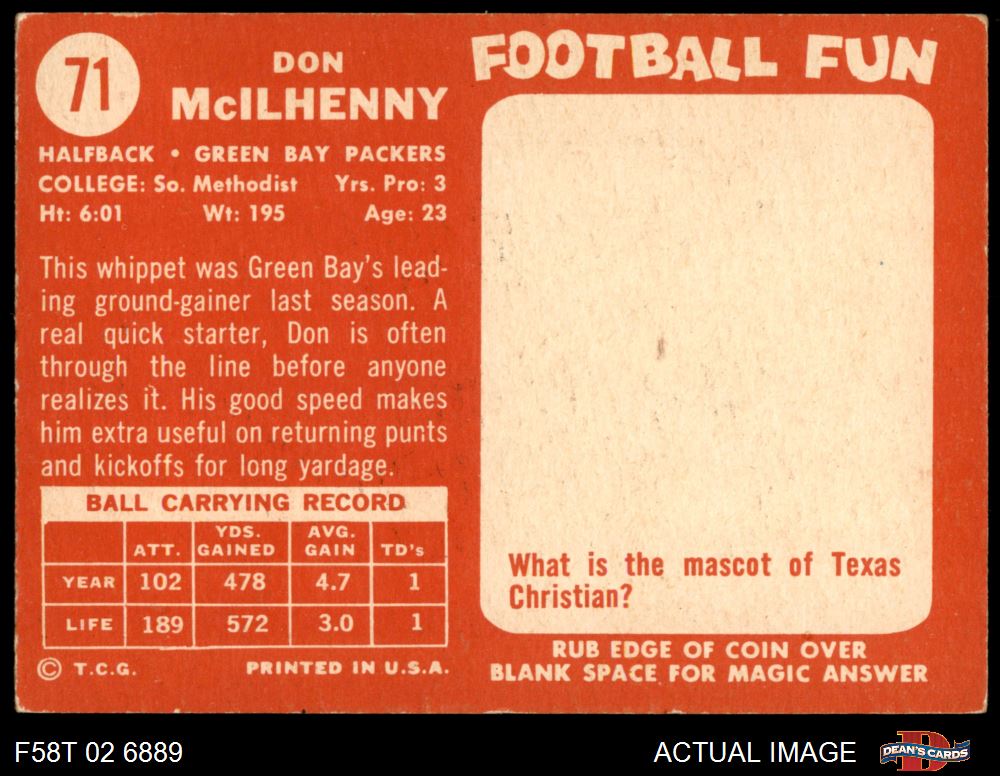 71
DON
McILHENNY
HALFBACK • GREEN BAY PACKERS
COLLEGE: So. Methodist Yrs. Pro: 3
Ht: 6:01 Wt: 195 Age: 23
This whippet was Green Bay's lead-
ing ground-gainer last season. A
real quick starter, Don is often
through the line before anyone
realizes it. His good speed makes
him extra useful on returning punts
and kickoffs for long yardage.
BALL CARRYING RECORD
ATT. YDS. GAINED AVG. GAIN TD's
YEAR 102 478 4.7 1
LIFE 189 572 3.0 1
© T.C.G. PRINTED IN U.S.A.
FOOTBALL FUN
What is the mascot of Texas
Christian?
RUB EDGE OF COIN OVER
BLANK SPACE FOR MAGIC ANSWER
F58T 02 6889 ACTUAL IMAGE
DEAN'S CARDS